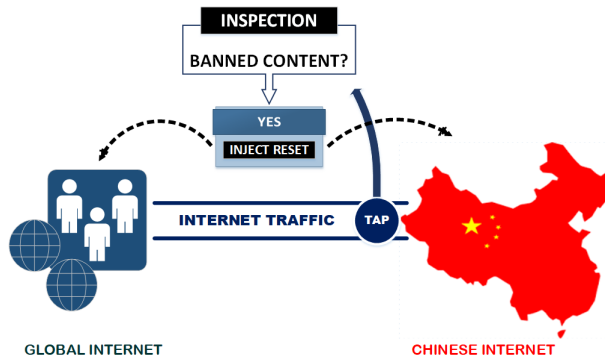 INSPECTION
BANNED CONTENT?
YES
INJECT RESET
INTERNET TRAFFIC
TAP
GLOBAL INTERNET
CHINESE INTERNET